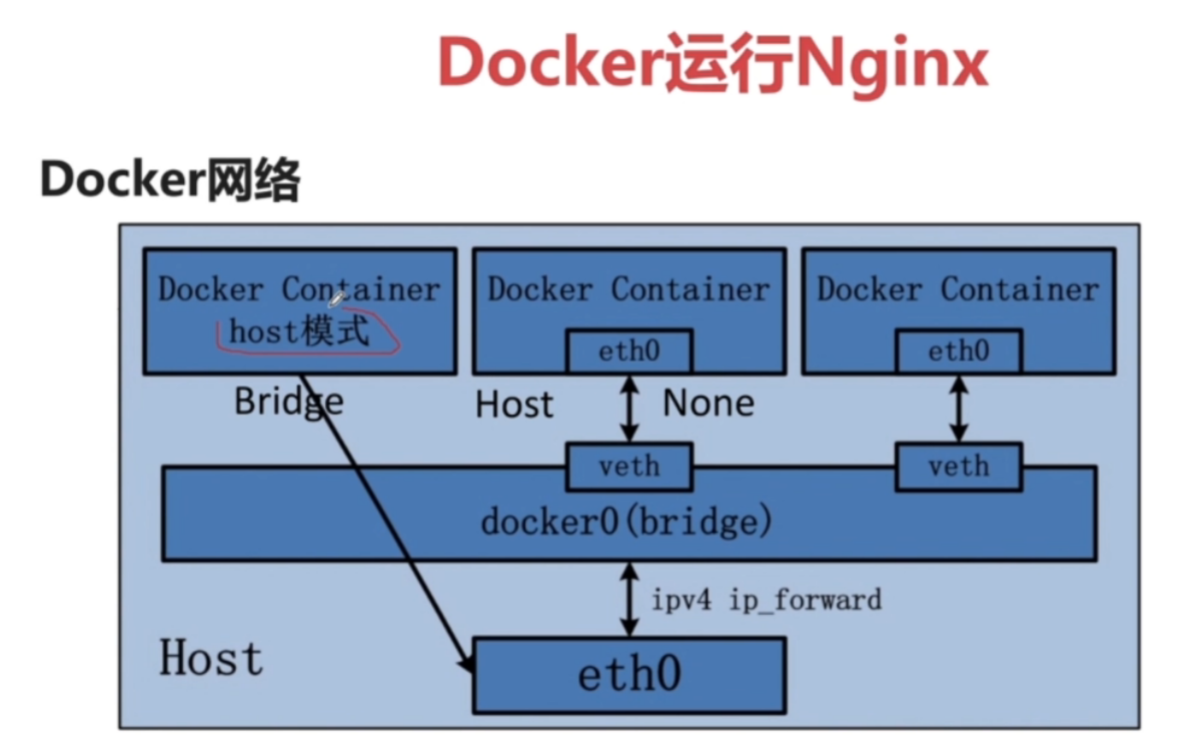 Docker运行Nginx
Docker网络
Docker Container
host模式
Docker Container
eth0
Docker Container
eth0
Bridge
Host
None
veth
veth
docker0(bridge)
ipv4 ip_forward
Host
eth0